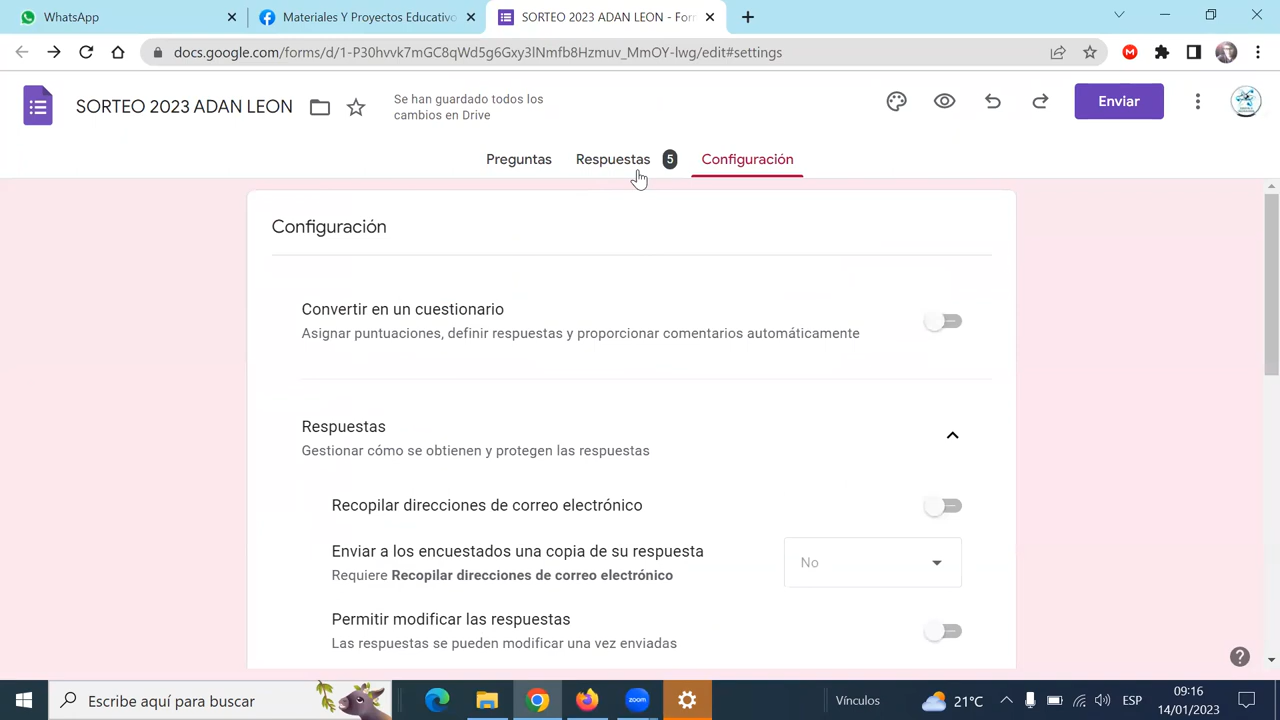 WhatsApp
Materiales Y Proyectos Educativo
SORTEO 2023 ADAN LEON - For
docs.google.com/forms/d/1-P30hvvk7mGC8qWd5g6Gxy3lNmfb8Hzmuv_MmOY-lwg/edit#settings
SORTEO 2023 ADAN LEON
Se han guardado todos los
cambios en Drive
Enviar
Preguntas
Respuestas 5
Configuración
Configuración
Convertir en un cuestionario
Asignar puntuaciones, definir respuestas y proporcionar comentarios automáticamente
Respuestas
Gestionar cómo se obtienen y protegen las respuestas
Recopilar direcciones de correo electrónico
Enviar a los encuestados una copia de su respuesta
Requiere Recopilar direcciones de correo electrónico
No
Permitir modificar las respuestas
Las respuestas se pueden modificar una vez enviadas
Escribe aquí para buscar
zoom
Vínculos
21°C
ESP
09:16
14/01/2023